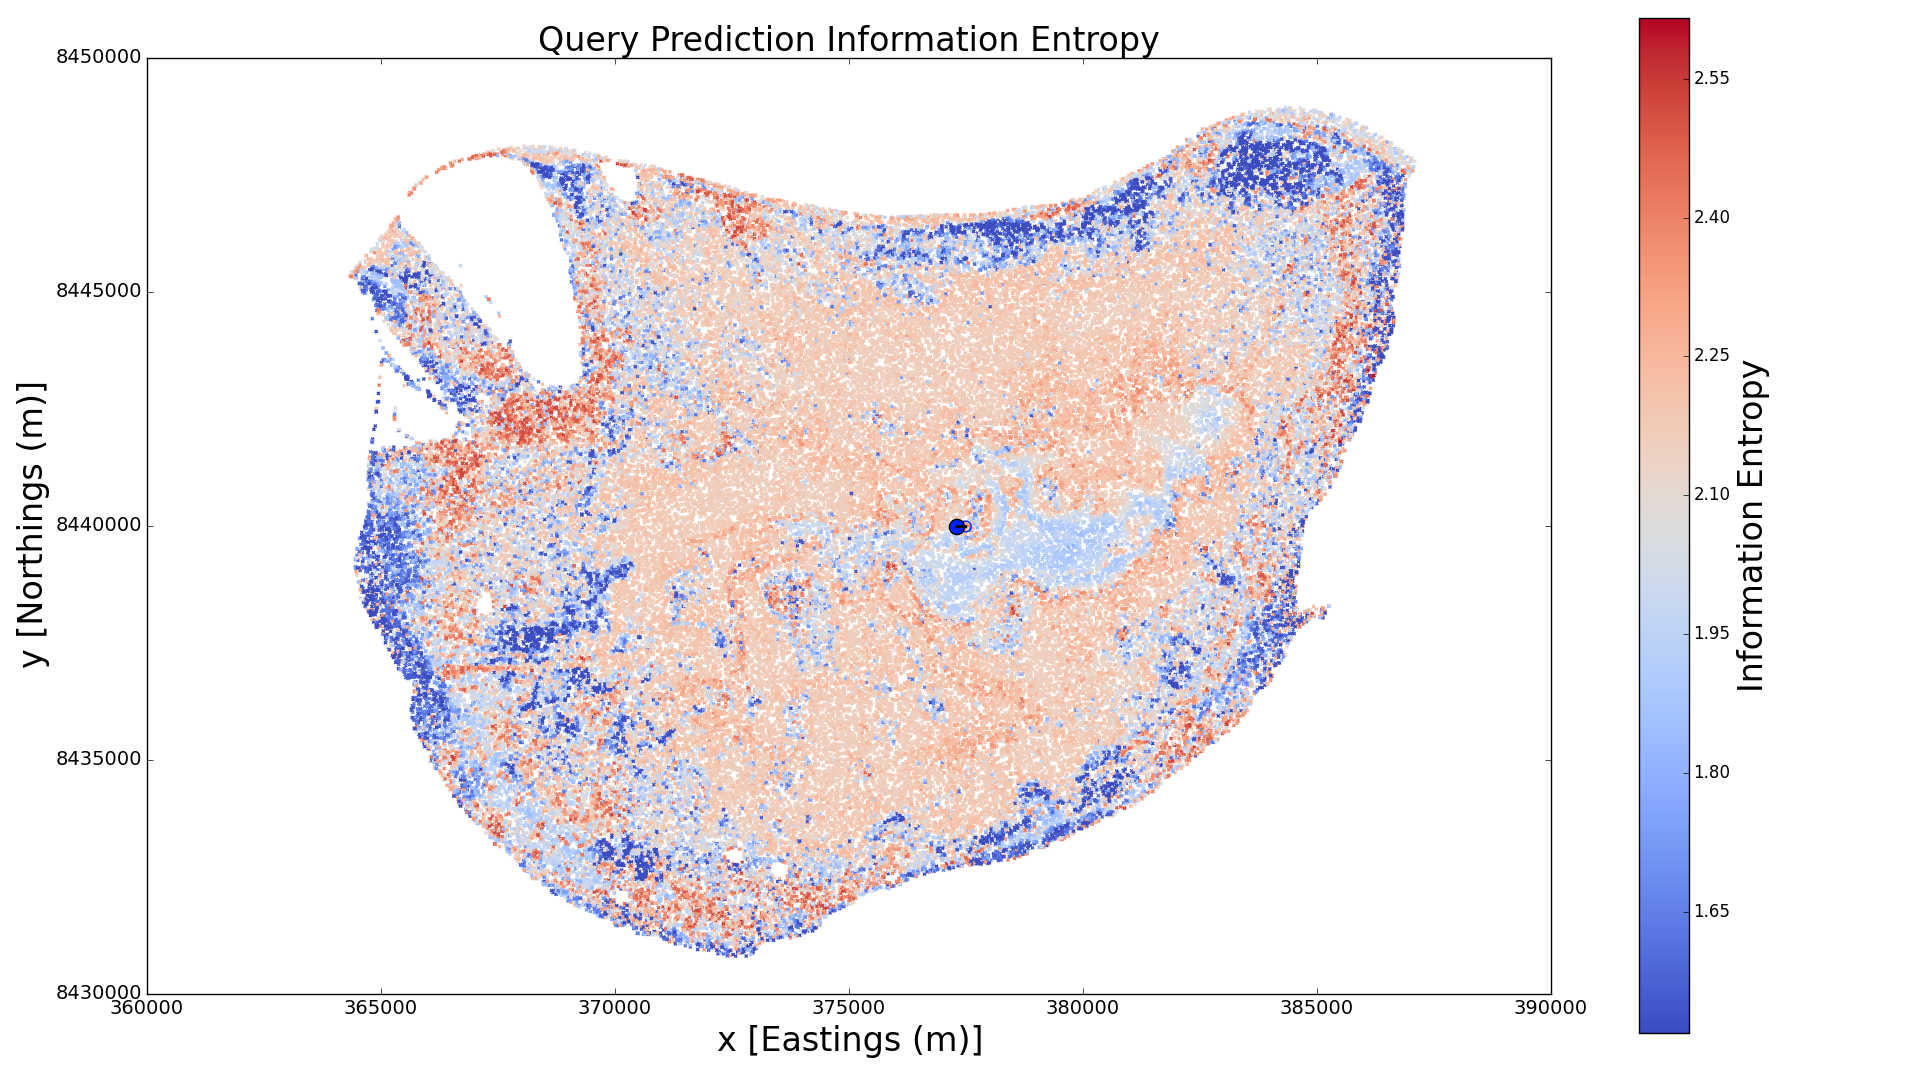 Query Prediction Information Entropy
8450000
8445000
8440000
8435000
8430000
y [Northings (m)]
360000 365000 370000 375000 380000 385000 390000
x [Eastings (m)]
2.55
2.40
2.25
2.10
1.95
1.80
1.65
Information Entropy